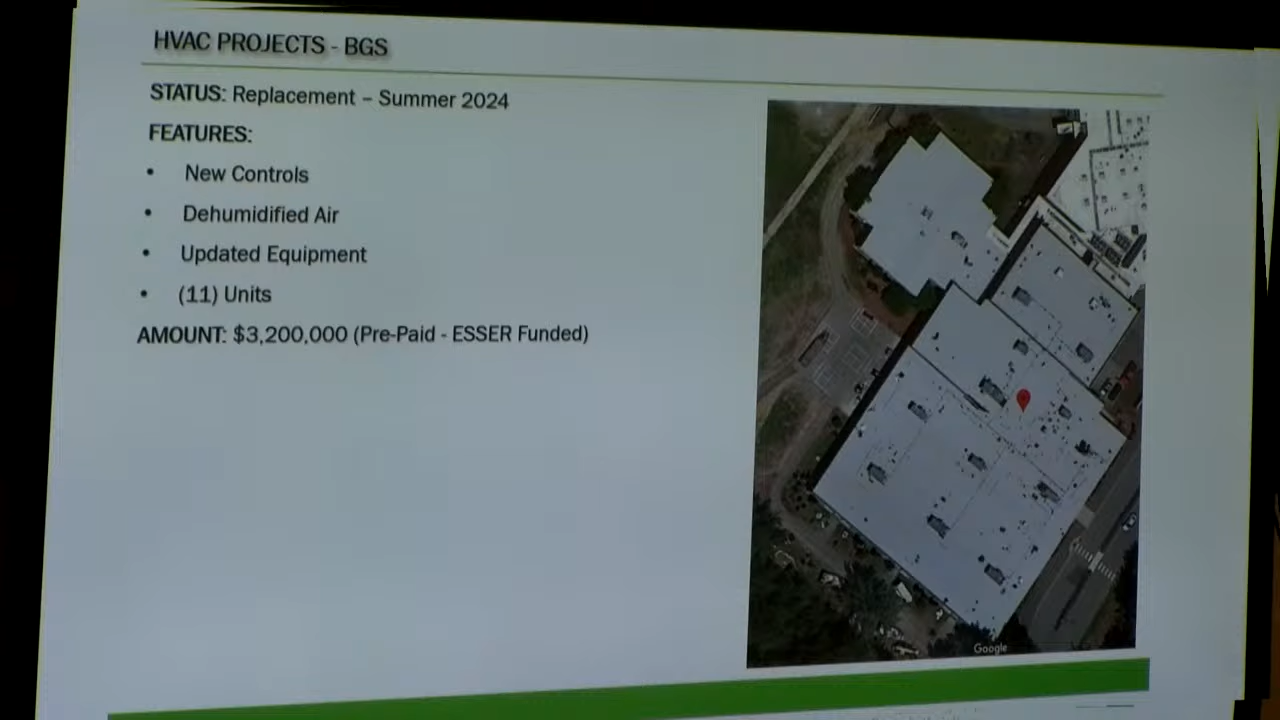 HVAC PROJECTS - BGS
STATUS: Replacement – Summer 2024
FEATURES:
• New Controls
• Dehumidified Air
• Updated Equipment
• (11) Units
AMOUNT: $3,200,000 (Pre-Paid - ESSER Funded)
Google